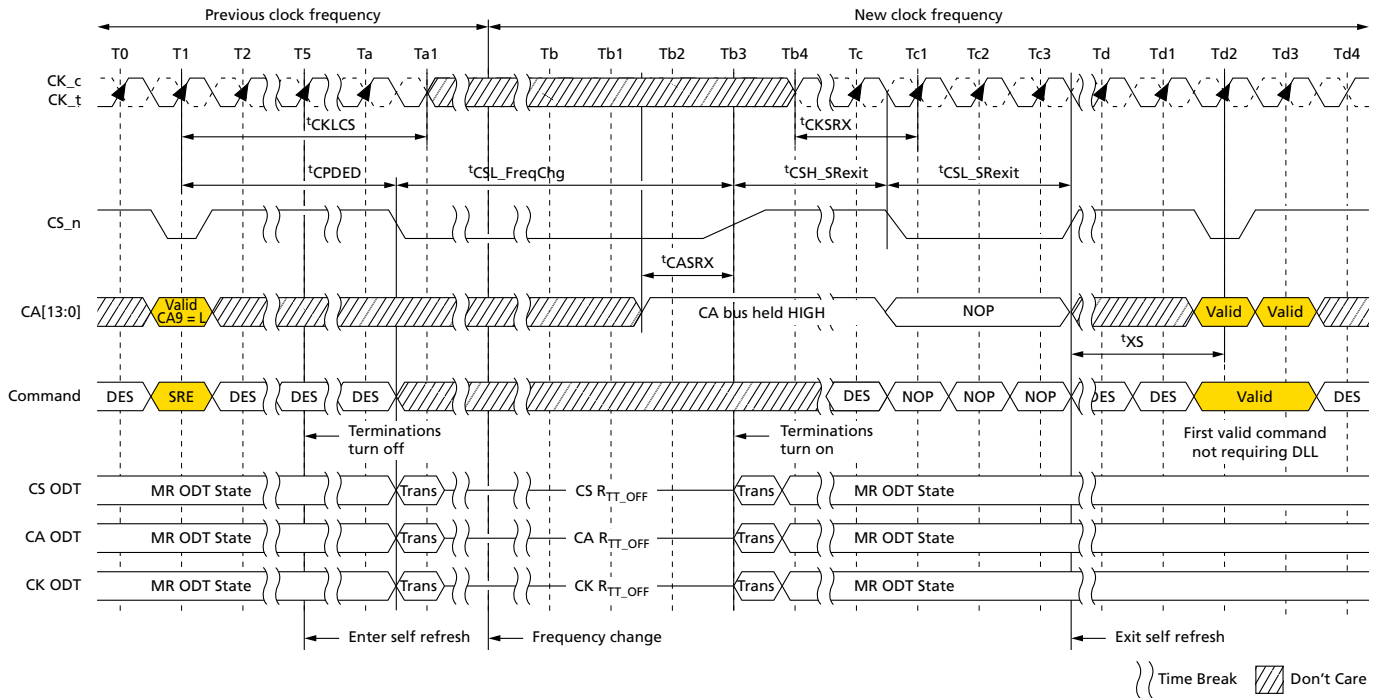 Previous clock frequency New clock frequency
T0 T1 T2 T5 Ta Ta1 Tb Tb1 Tb2 Tb3 Tb4 Tc Tc1 Tc2 Tc3 Td Td1 Td2 Td3 Td4
CK_c
CK_t
tCKLCS tCKSRX
tCPDED tCSL_FreqChg tCSH_SRexit tCSL_SRexit
CS_n
tCASRX
CA[13:0] Valid CA9 = L CA bus held HIGH NOP Valid Valid
tXS
Command DES SRE DES DES DES DES NOP NOP NOP DES DES Valid DES
Terminations turn off
Terminations turn on
First valid command not requiring DLL
CS ODT MR ODT State Trans CS RTT_OFF Trans MR ODT State
CA ODT MR ODT State Trans CA RTT_OFF Trans MR ODT State
CK ODT MR ODT State Trans CK RTT_OFF Trans MR ODT State
Enter self refresh Frequency change Exit self refresh
Time Break Don't Care